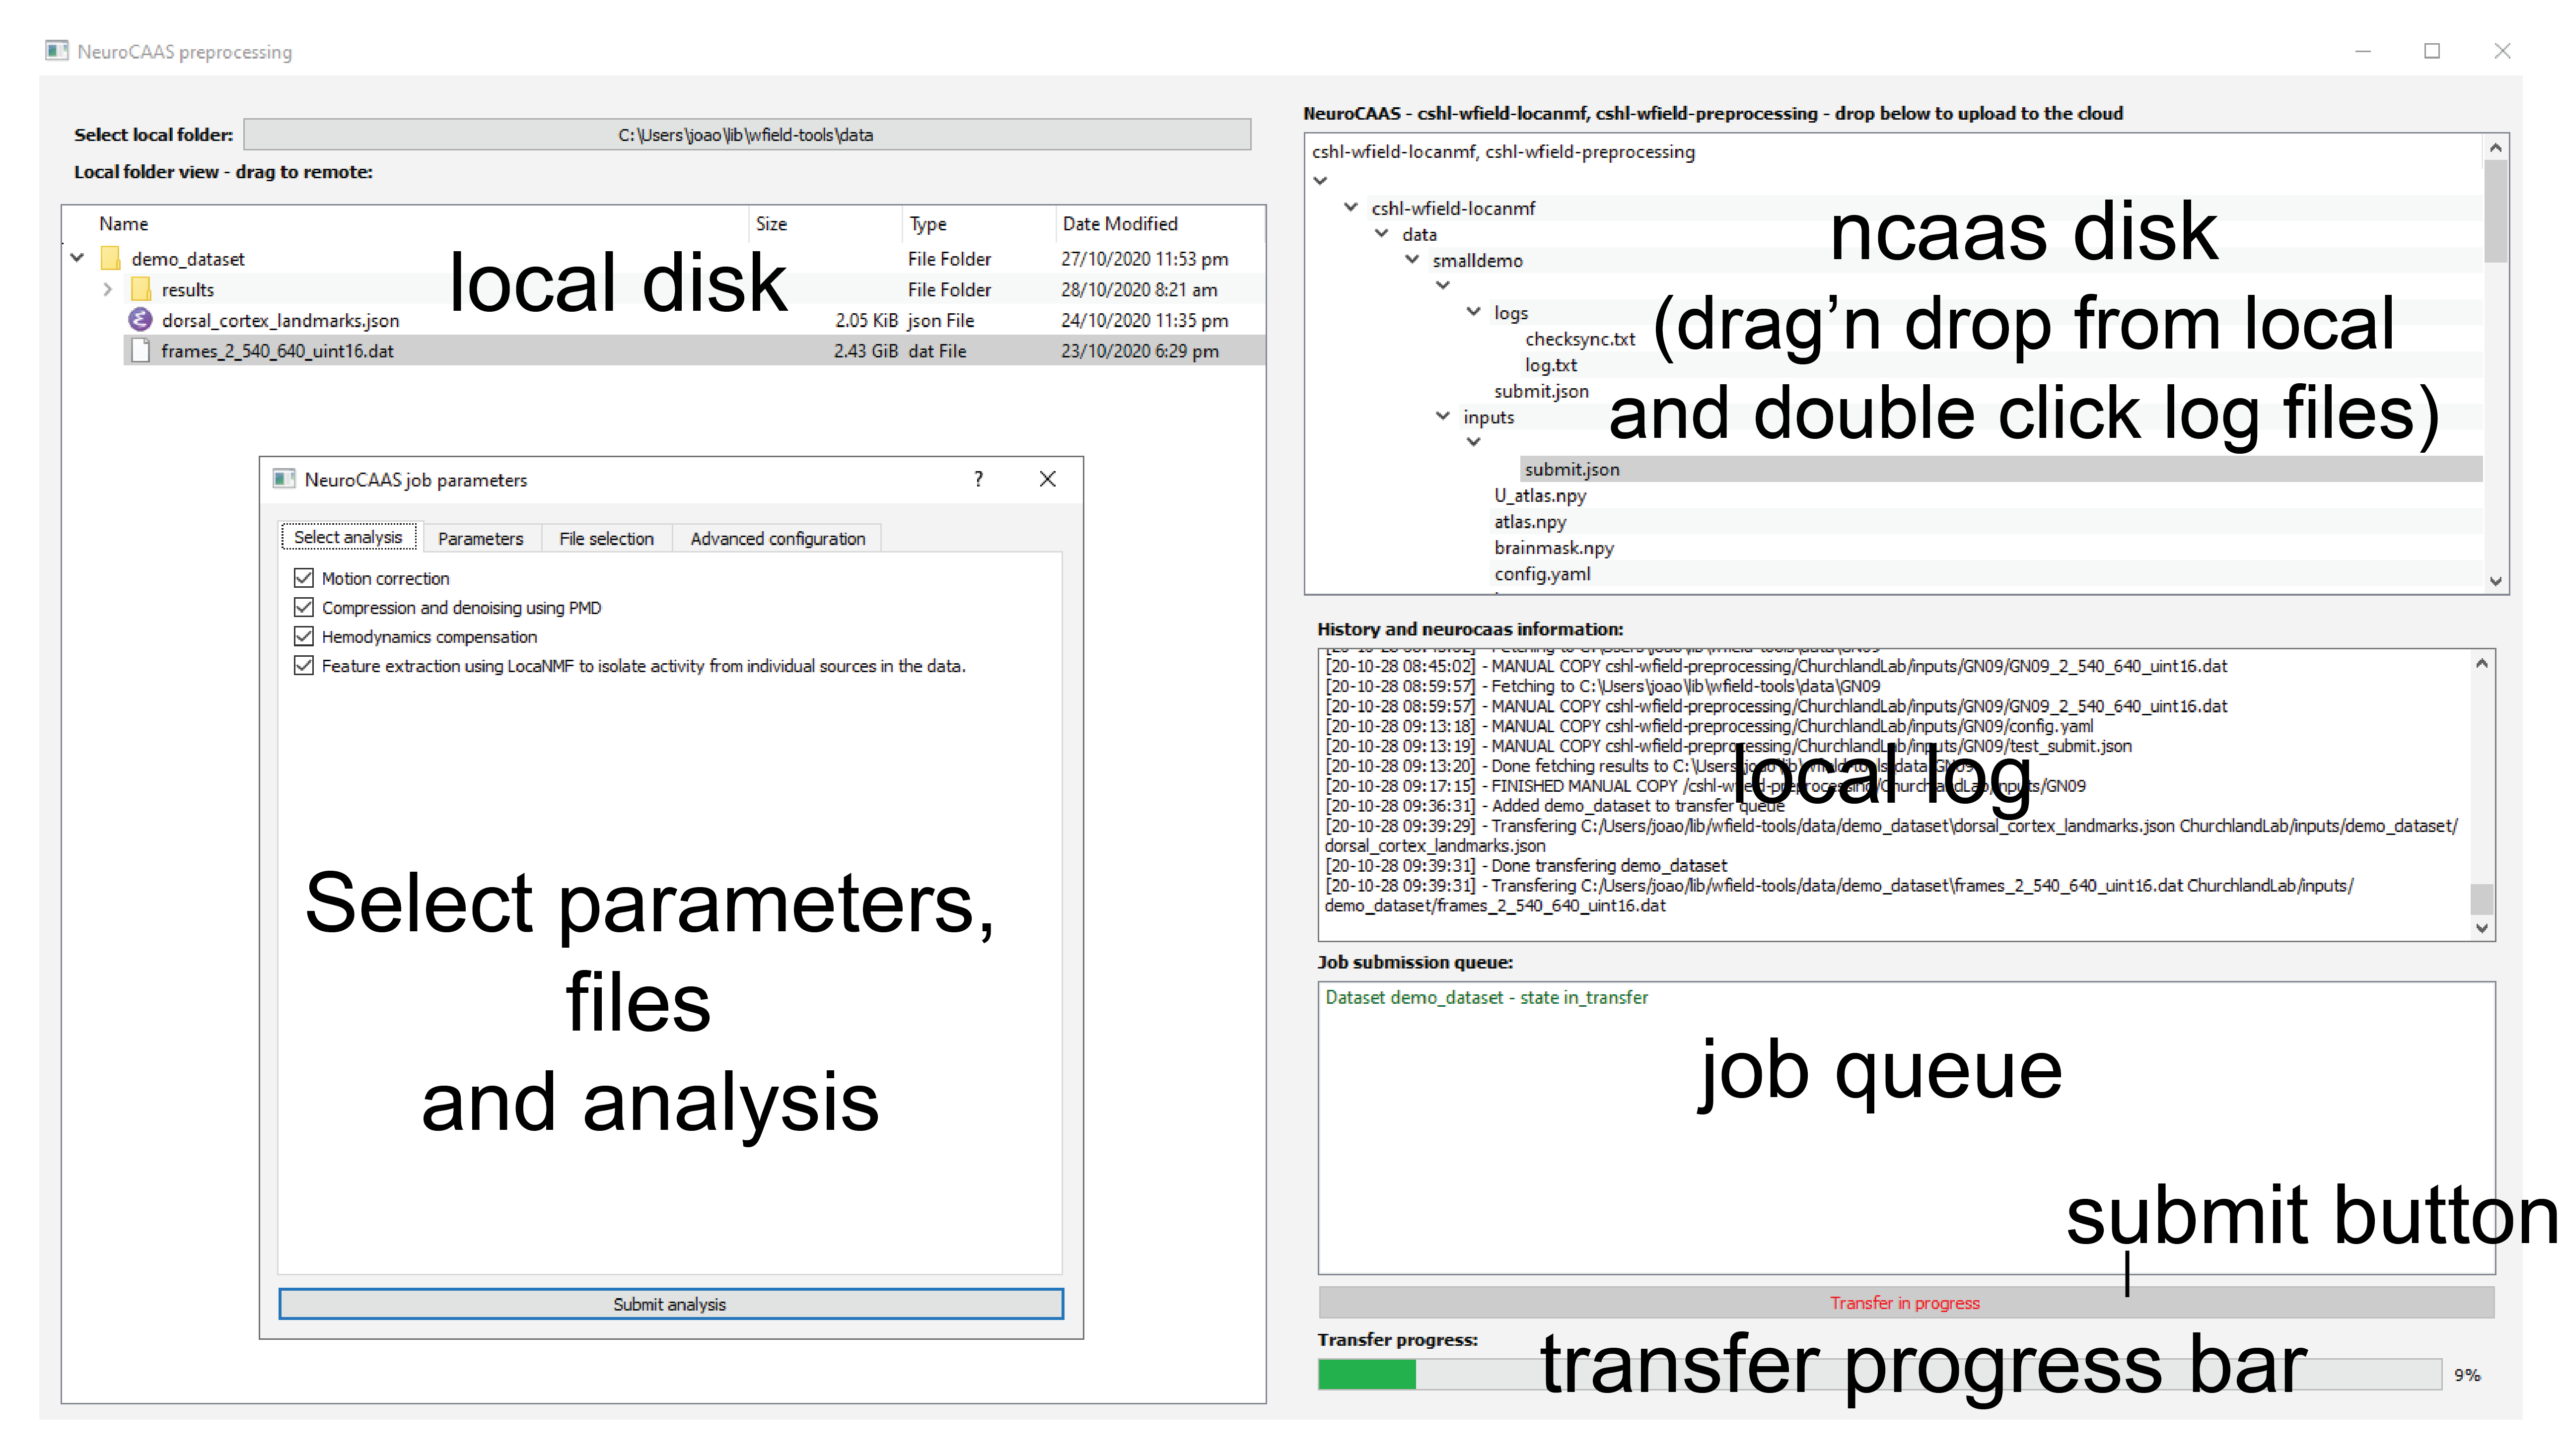 NeuroCAAS preprocessing
Select local folder: C:\Users\joao\lib\wfield-tools\data
Local folder view - drag to remote:
Name Size Type Date Modified
demo_dataset File Folder 27/10/2020 11:53 pm
results File Folder 28/10/2020 8:21 am
dorsal_cortex_landmarks.json 2.05 KiB json File 24/10/2020 11:35 pm
frames_2_540_640_uint16.dat 2.43 GiB dat File 23/10/2020 6:29 pm
local disk
NeuroCAAS job parameters ?
Select analysis Parameters File selection Advanced configuration
Motion correction
Compression and denoising using PMD
Hemodynamics compensation
Feature extraction using LocaNMF to isolate activity from individual sources in the data.
Select parameters,
files
and analysis
Submit analysis
NeuroCAAS - cshl-wfield-locanmf, cshl-wfield-preprocessing - drop below to upload to the cloud
cshl-wfield-locanmf, cshl-wfield-preprocessing
cshl-wfield-locanmf
data
smalldemo
logs
checksync.txt
log.txt
submit.json
inputs
submit.json
U_atlas.npy
atlas.npy
brainmask.npy
config.yaml
ncaas disk
(drag’n drop from local
and double click log files)
History and neurocaas information:
[20-10-28 08:45:02] - MANUAL COPY cshl-wfield-preprocessing/ChurchlandLab/inputs/GN09/GN09_2_540_640_uint16.dat
[20-10-28 08:59:57] - Fetching to C:\Users\joao\lib\wfield-tools\data\GN09
[20-10-28 08:59:57] - MANUAL COPY cshl-wfield-preprocessing/ChurchlandLab/inputs/GN09/GN09_2_540_640_uint16.dat
[20-10-28 09:13:18] - MANUAL COPY cshl-wfield-preprocessing/ChurchlandLab/inputs/GN09/config.yaml
[20-10-28 09:13:19] - MANUAL COPY cshl-wfield-preprocessing/ChurchlandLab/inputs/GN09/test_submit.json
[20-10-28 09:13:20] - Done fetching results to C:\Users\joao\lib\wfield-tools\data\GN09
[20-10-28 09:17:15] - FINISHED MANUAL COPY /cshl-wfield-preprocessing/ChurchlandLab/inputs/GN09
[20-10-28 09:36:31] - Added demo_dataset to transfer queue
[20-10-28 09:39:29] - Transfering C:/Users/joao/lib/wfield-tools/data/demo_dataset\dorsal_cortex_landmarks.json ChurchlandLab/inputs/demo_dataset/
dorsal_cortex_landmarks.json
[20-10-28 09:39:31] - Done transfering demo_dataset
[20-10-28 09:39:31] - Transfering C:/Users/joao/lib/wfield-tools/data/demo_dataset\frames_2_540_640_uint16.dat ChurchlandLab/inputs/
demo_dataset/frames_2_540_640_uint16.dat
local log
Job submission queue:
Dataset demo_dataset - state in_transfer
job queue
submit button
Transfer in progress
Transfer progress:
transfer progress bar
9%